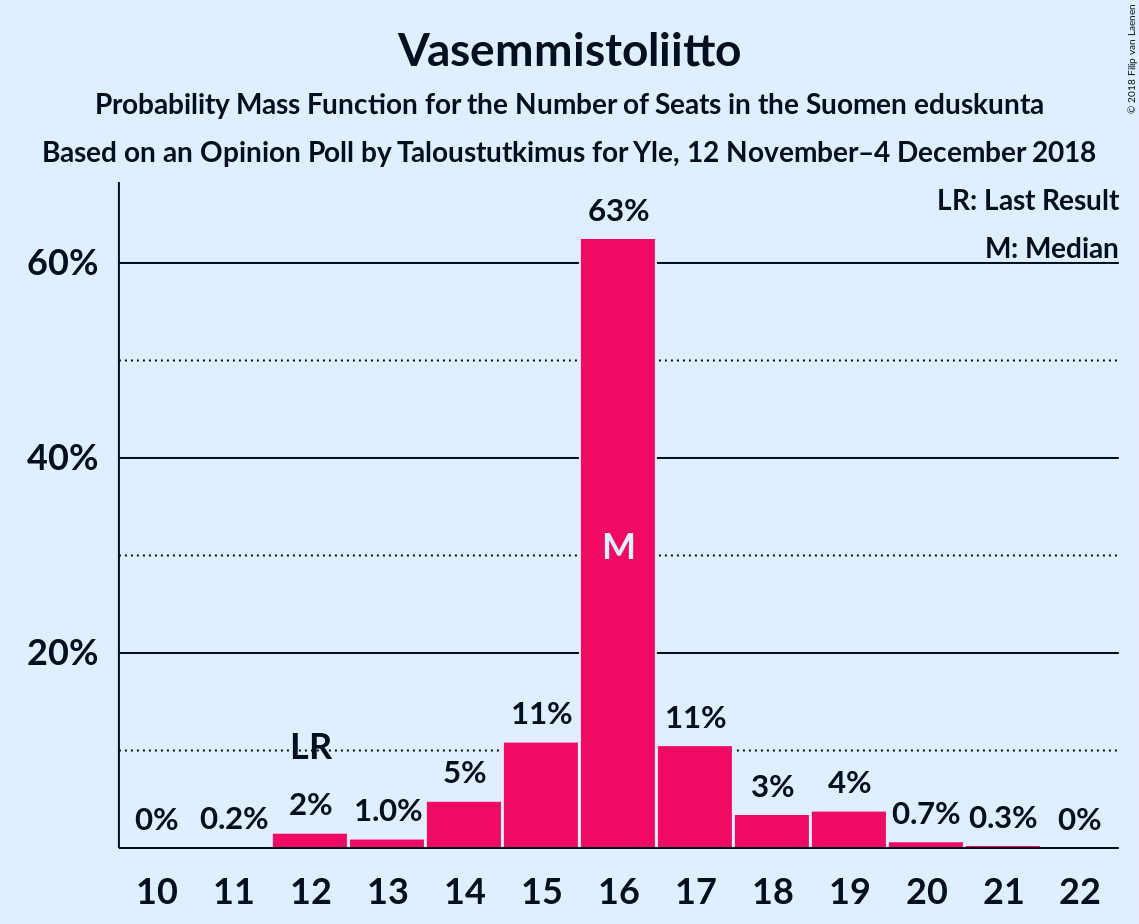 Vasemmistoliitto
Probability Mass Function for the Number of Seats in the Suomen eduskunta
Based on an Opinion Poll by Taloustutkimus for Yle, 12 November–4 December 2018
© 2018 Filip van Laenen
LR: Last Result
M: Median
60%
40%
20%
0%
0.2%
LR
2%
1.0%
5%
11%
63%
M
11%
3%
4%
0.7%
0.3%
0%
10 11 12 13 14 15 16 17 18 19 20 21 22